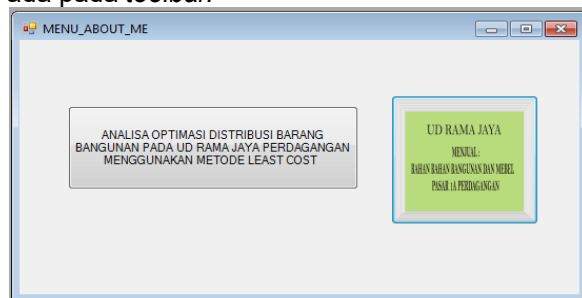 ada pada toolbar.
MENU_ABOUT_ME
ANALISA OPTIMASI DISTRIBUSI BARANG
BANGUNAN PADA UD RAMA JAYA PERDAGANGAN
MENGGUNAKAN METODE LEAST COST
UD RAMA JAYA
MENJUAL :
BAHAN BAHAN BANGUNAN DAN MEBEL
PASAR 1A PERDAGANGAN